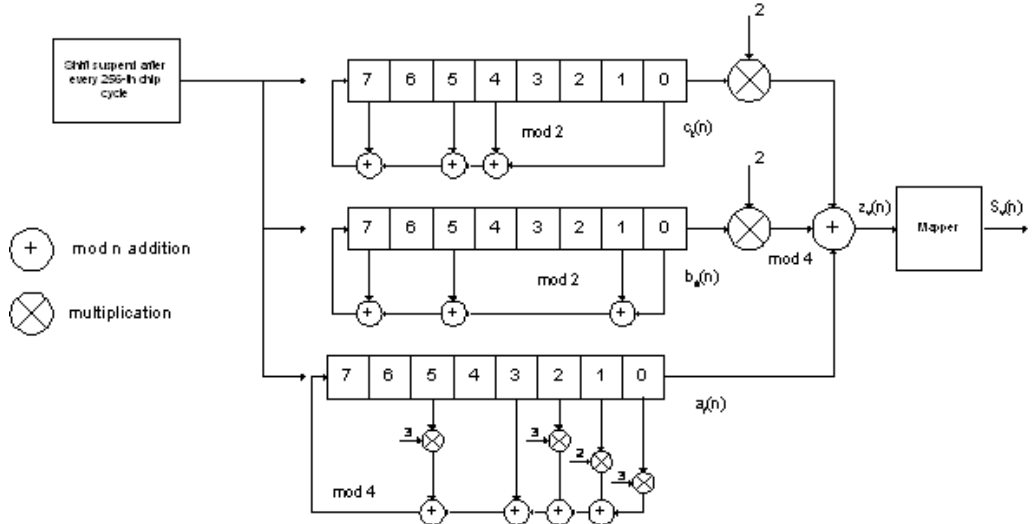 Shift suspend after
every 256-th chip
cycle
2
7 6 5 4 3 2 1 0
mod 2
+ + +
2
7 6 5 4 3 2 1 0
mod 2
+ + +
+ mod n addition
multiplication
mod 4
+
Mapper
7 6 5 4 3 2 1 0
3 3 2 3
mod 4
+ + + +